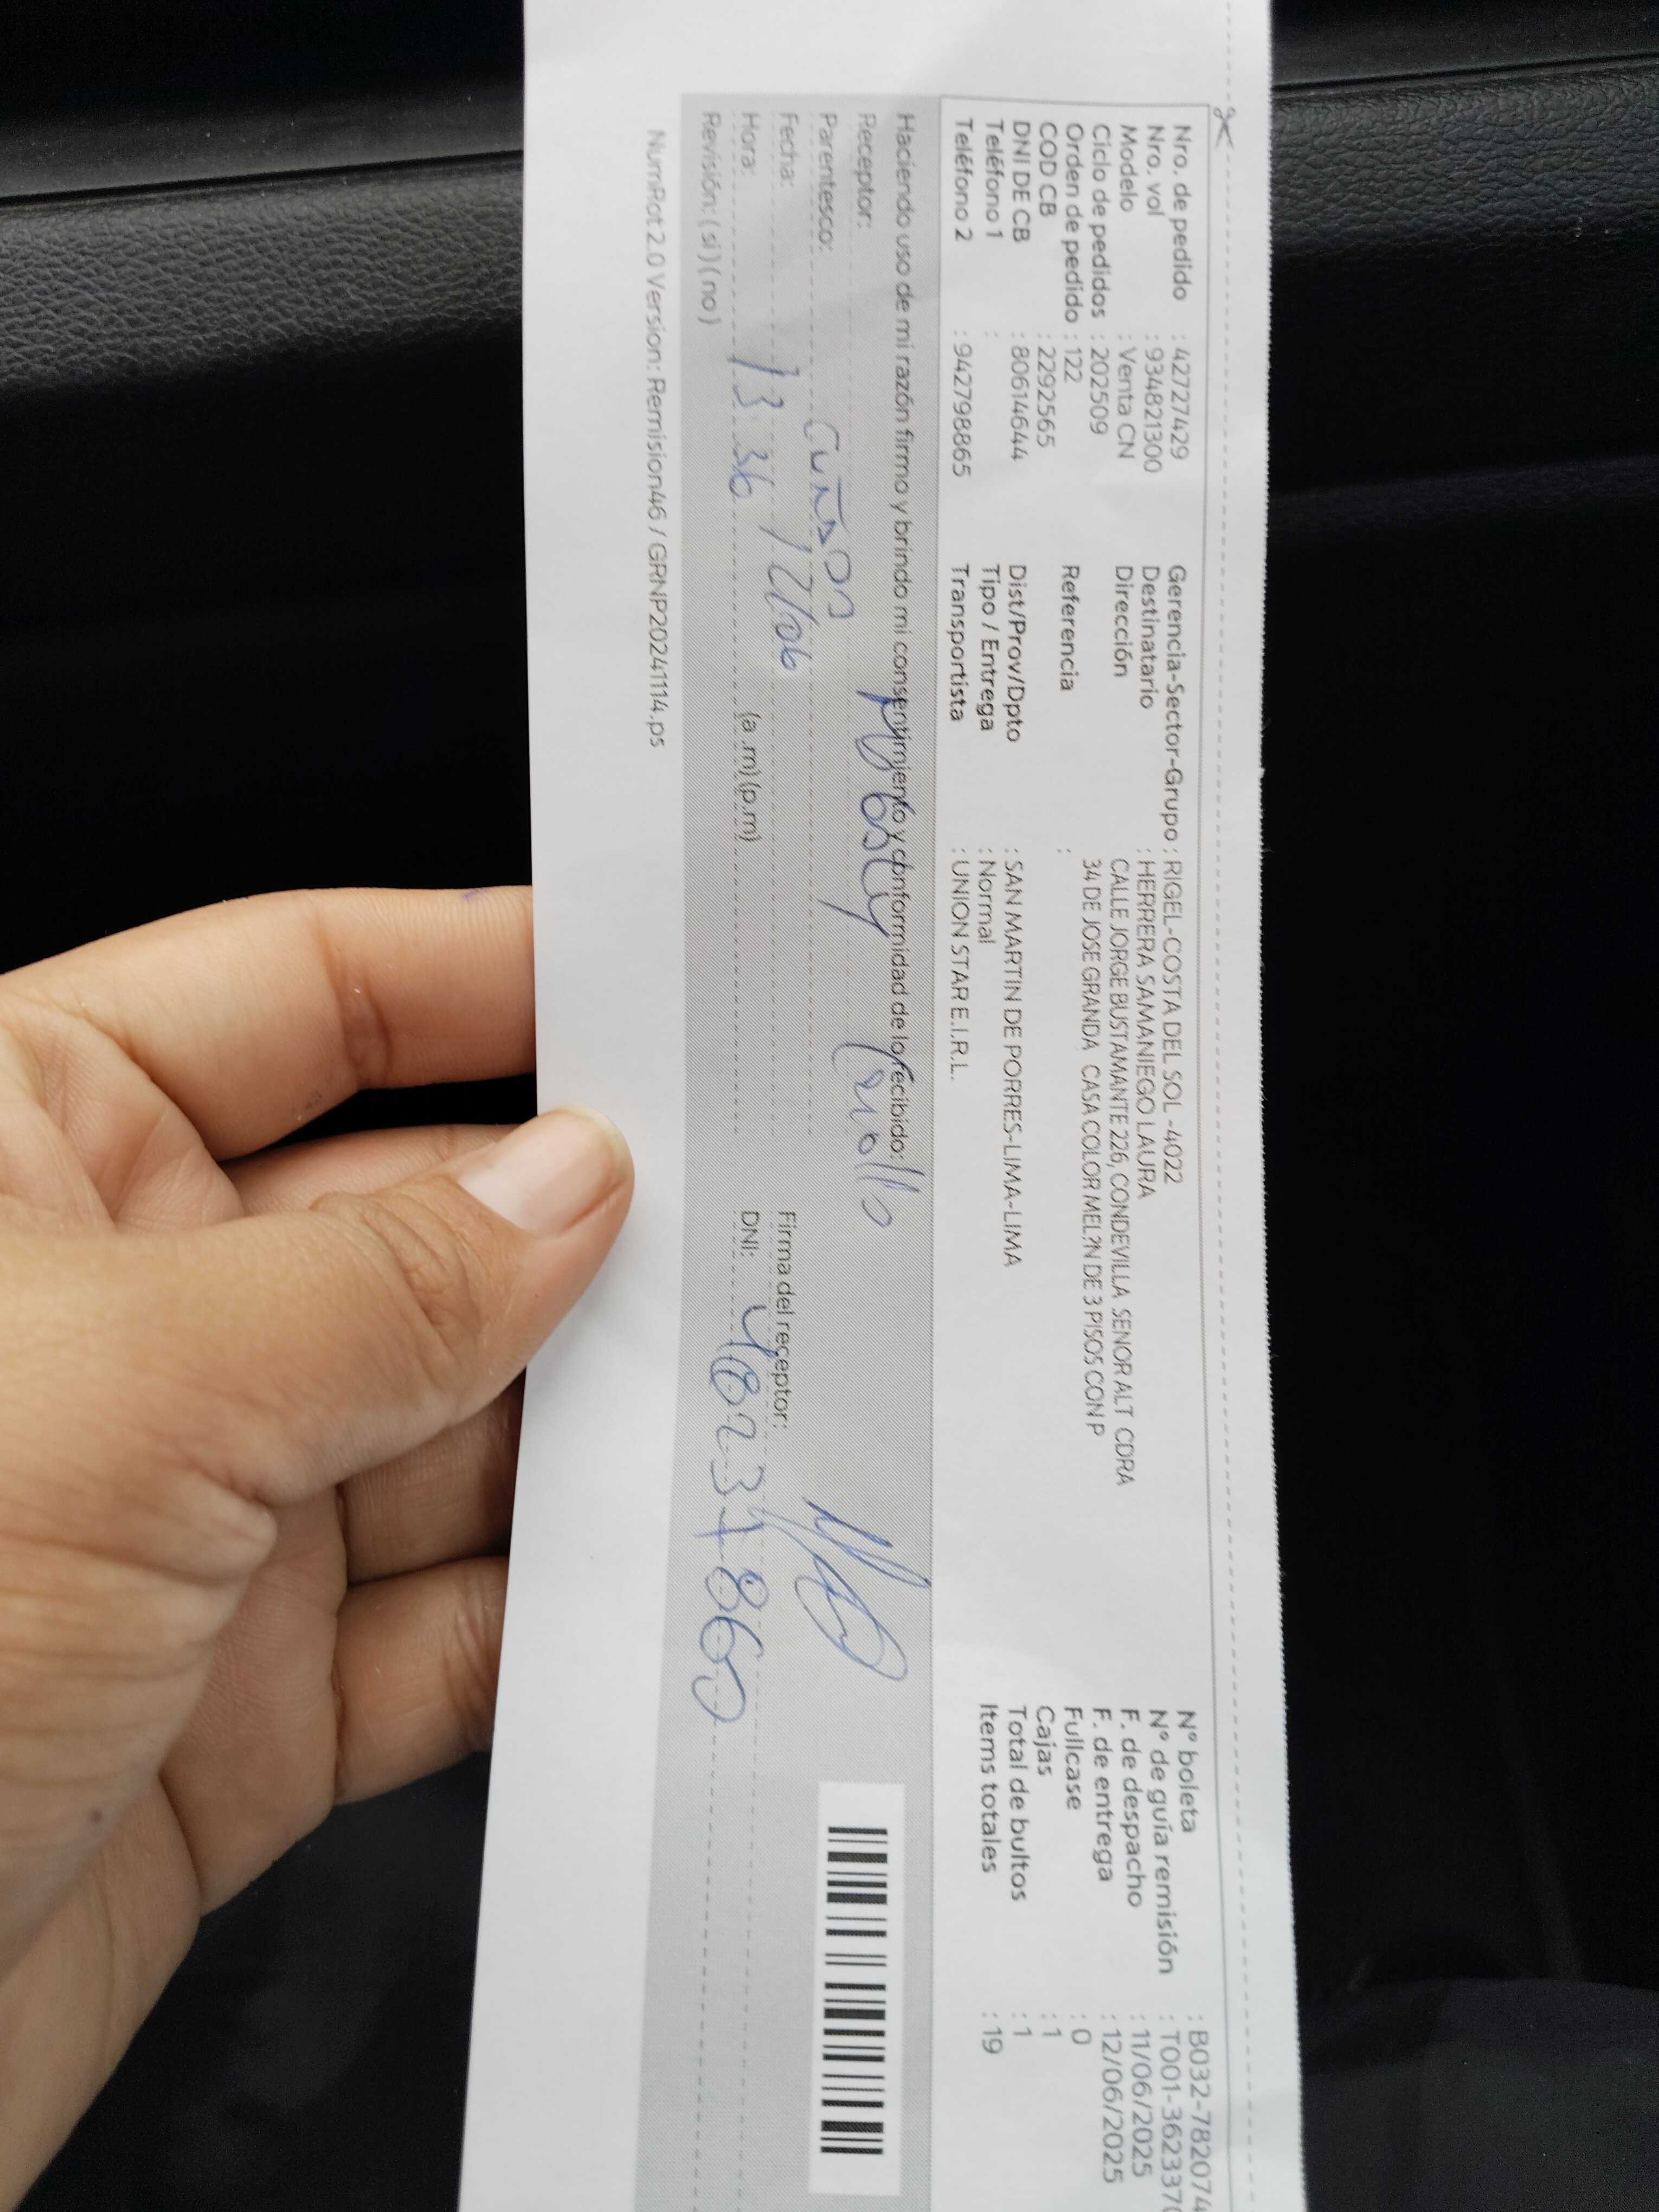 Nro. de pedido : 42727429
Nro. vol : 934821300
Modelo : Venta CN
Ciclo de pedidos : 202509
Orden de pedido : 122
COD CB : 2292565
DNI DE CB : 80614644
Teléfono 1 :
Teléfono 2 : 942798865
Gerencia-Sector-Grupo : RIGEL-COSTA DEL SOL -4022
Destinatario : HERRERA SAMANIEGO LAURA
Dirección CALLE JORGE BUSTAMANTE 226, CONDEVILLA SENOR ALT CDRA
34 DE JOSE GRANDA CASA COLOR MEL?N DE 3 PISOS CON P
Referencia :
Dist/Prov/Dpto : SAN MARTIN DE PORRES-LIMA-LIMA
Tipo / Entrega : Normal
Transportista : UNION STAR E.I.R.L.
N° boleta : B032-782074
N° de guía remisión : T001-3623370
F. de despacho : 11/06/2025
F. de entrega : 12/06/2025
Fullcase : 0
Cajas : 1
Total de bultos : 1
Items totales : 19
Haciendo uso de mi razón firmo y brindo mi consentimiento y conformidad de lo recibido:
Receptor:
Parentesco: cuñado
Fecha: 12/06
Hora: 13 36 (a.m) (p.m)
Revisión: (si) (no)
Firma del receptor:
DNI:
NumRot 2.0 Version: Remision46 / GRNP20241114.ps